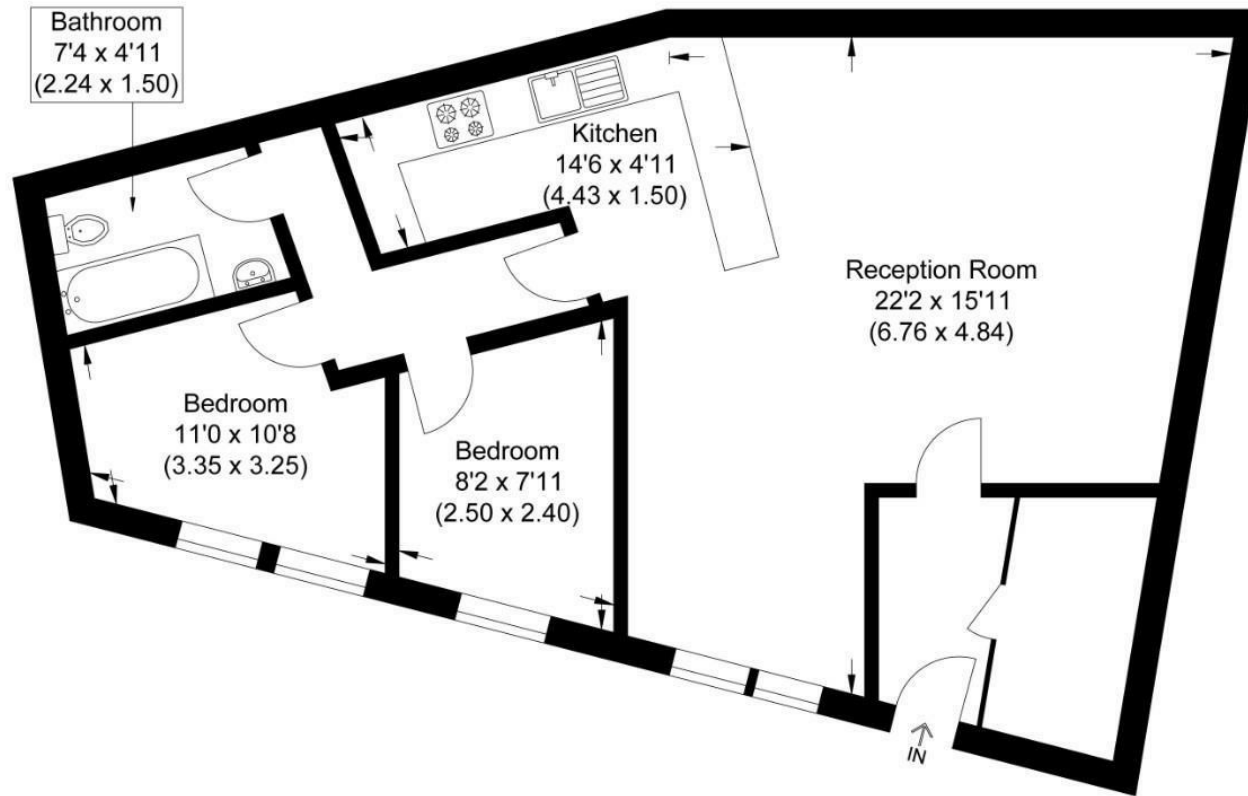 Bathroom
7'4 x 4'11
(2.24 x 1.50)
Kitchen
14'6 x 4'11
(4.43 x 1.50)
Reception Room
22'2 x 15'11
(6.76 x 4.84)
Bedroom
11'0 x 10'8
(3.35 x 3.25)
Bedroom
8'2 x 7'11
(2.50 x 2.40)
IN